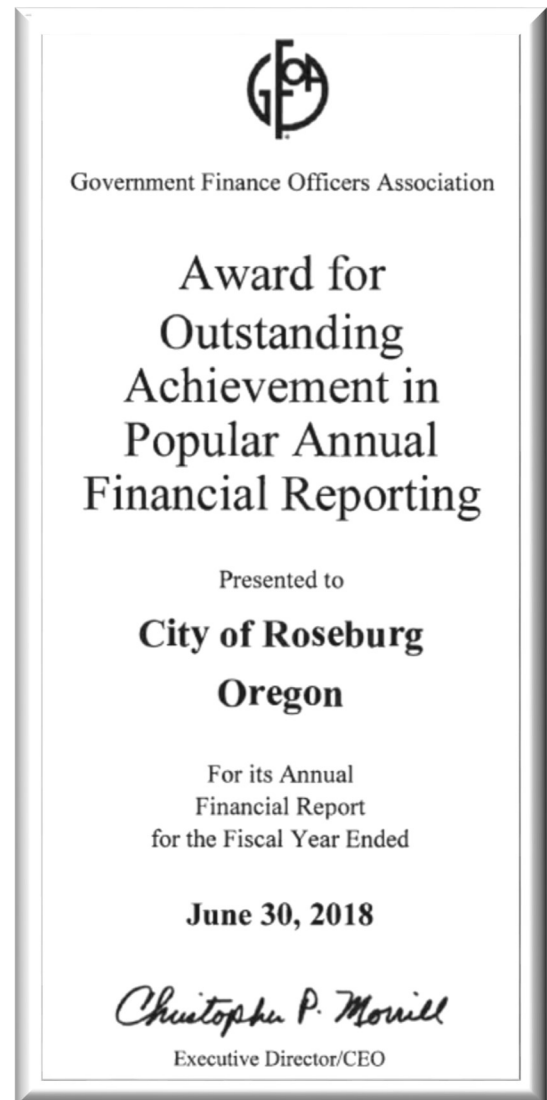 GFOA
Government Finance Officers Association
Award for
Outstanding
Achievement in
Popular Annual
Financial Reporting
Presented to
City of Roseburg
Oregon
For its Annual
Financial Report
for the Fiscal Year Ended
June 30, 2018
Christopher P. Morrill
Executive Director/CEO